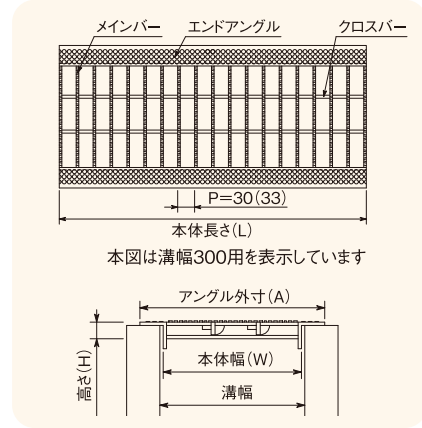 メインバー エンドアングル クロスバー
P=30(33)
本体長さ(L)
本図は溝幅300用を表示しています
アングル外寸(A)
高さ(H)
本体幅(W)
溝幅